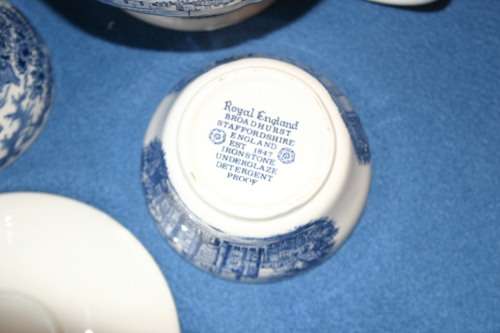 Royal England
BROADHURST
STAFFORDSHIRE
ENGLAND
EST 1847
IRONSTONE
UNDERGLAZE
DETERGENT
PROOF